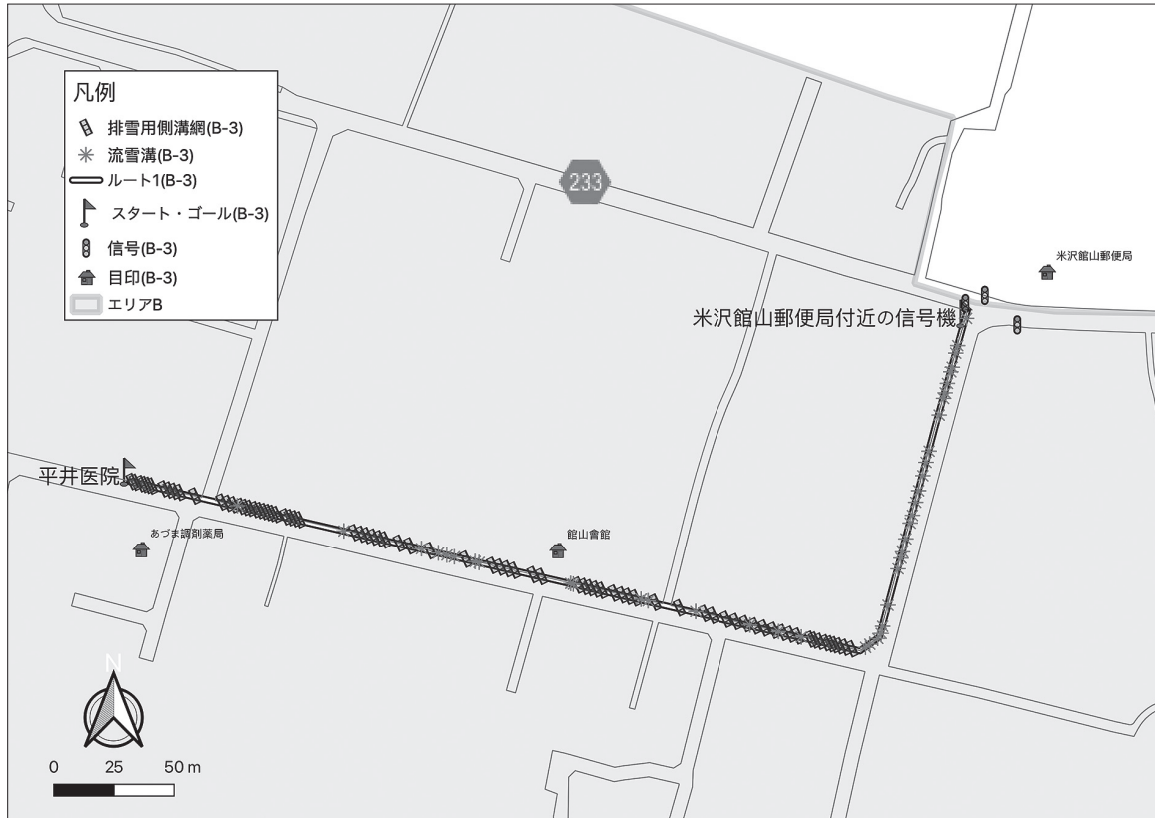 凡例
排雪用側溝網(B-3)
流雪溝(B-3)
ルート1(B-3)
スタート・ゴール(B-3)
信号(B-3)
目印(B-3)
エリアB
233
米沢館山郵便局
米沢館山郵便局付近の信号機
平井医院
あづま調剤薬局
館山會館
N
0 25 50 m